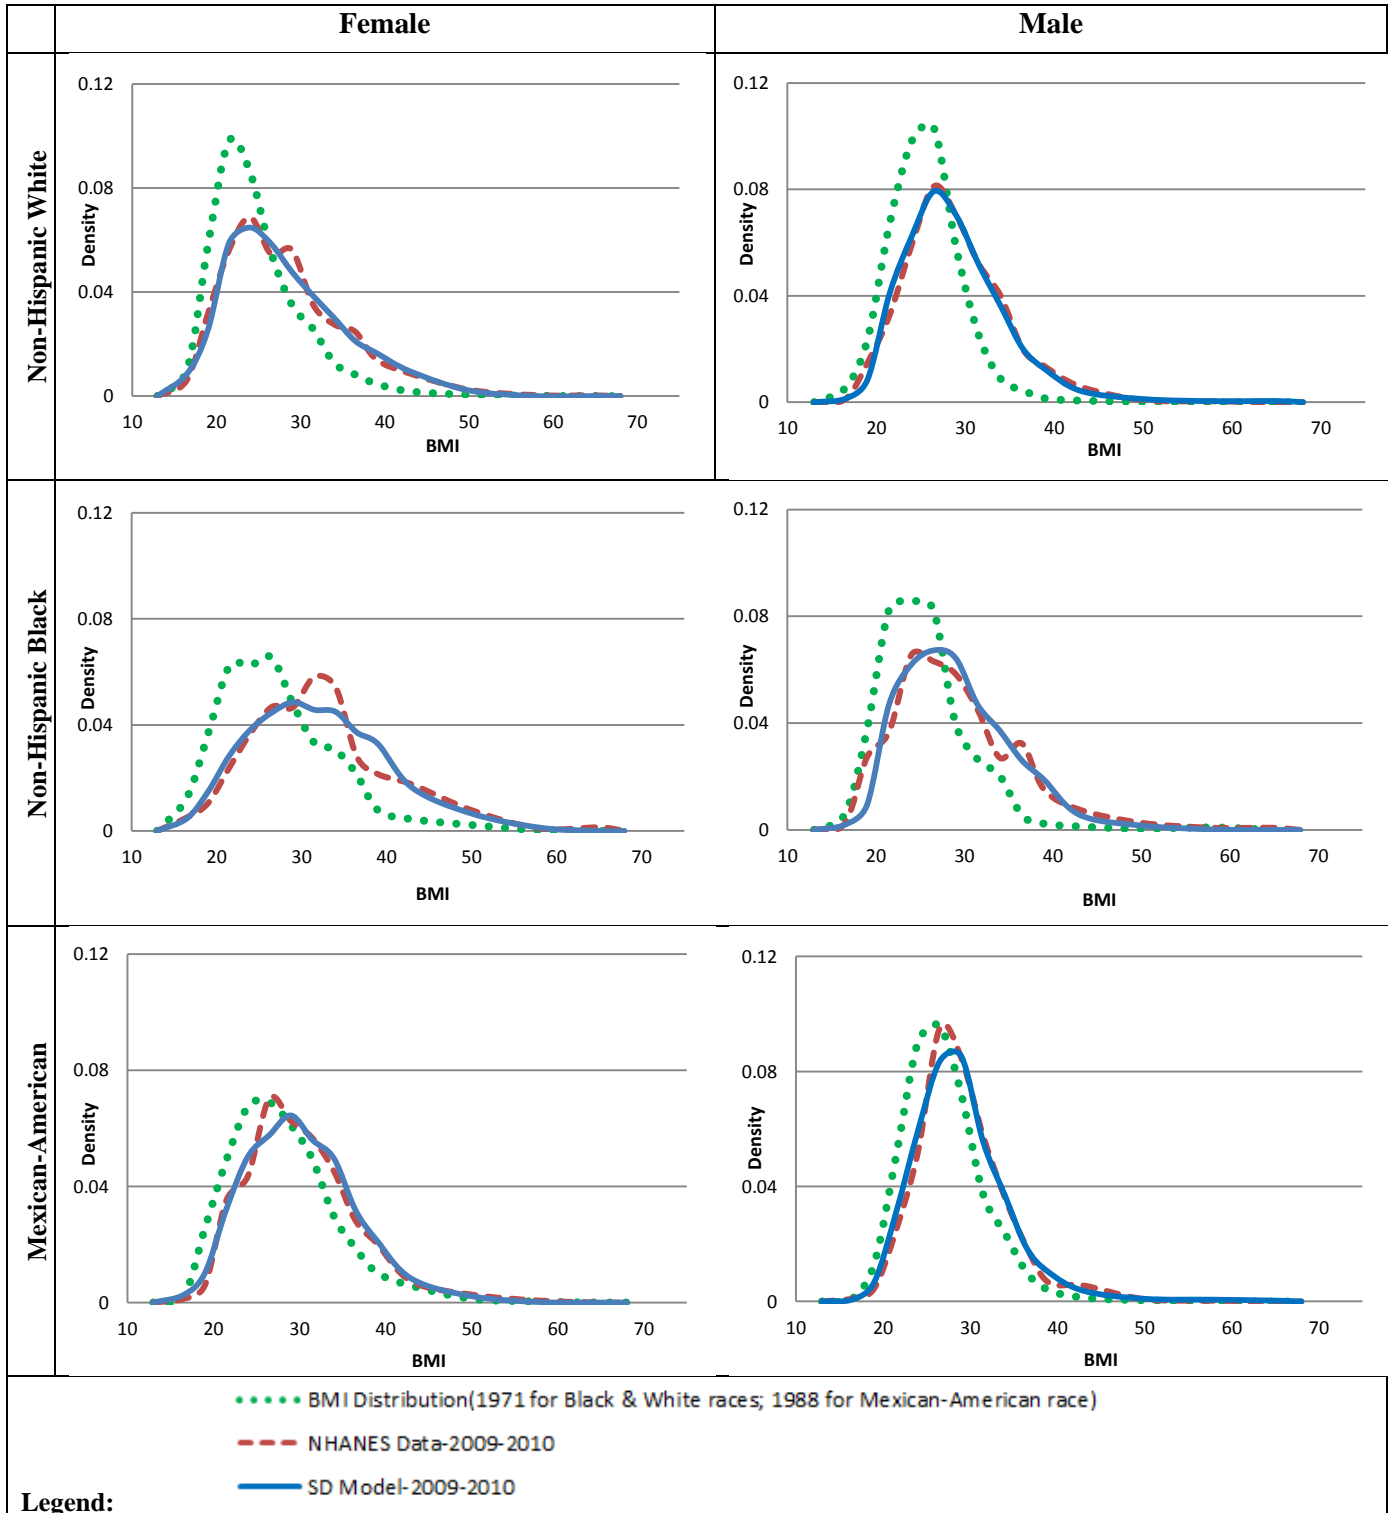 Female
Male
Non-Hispanic White
0.12
0.08
0.04
0
Density
10 20 30 40 50 60 70
BMI
0.12
0.08
0.04
0
Density
10 20 30 40 50 60 70
BMI
Non-Hispanic Black
0.12
0.08
0.04
0
Density
10 20 30 40 50 60 70
BMI
0.12
0.08
0.04
0
Density
10 20 30 40 50 60 70
BMI
Mexican-American
0.12
0.08
0.04
0
Density
10 20 30 40 50 60 70
BMI
0.12
0.08
0.04
0
Density
10 20 30 40 50 60 70
BMI
BMI Distribution(1971 for Black & White races; 1988 for Mexican-American race)
NHANES Data-2009-2010
SD Model-2009-2010
Legend: